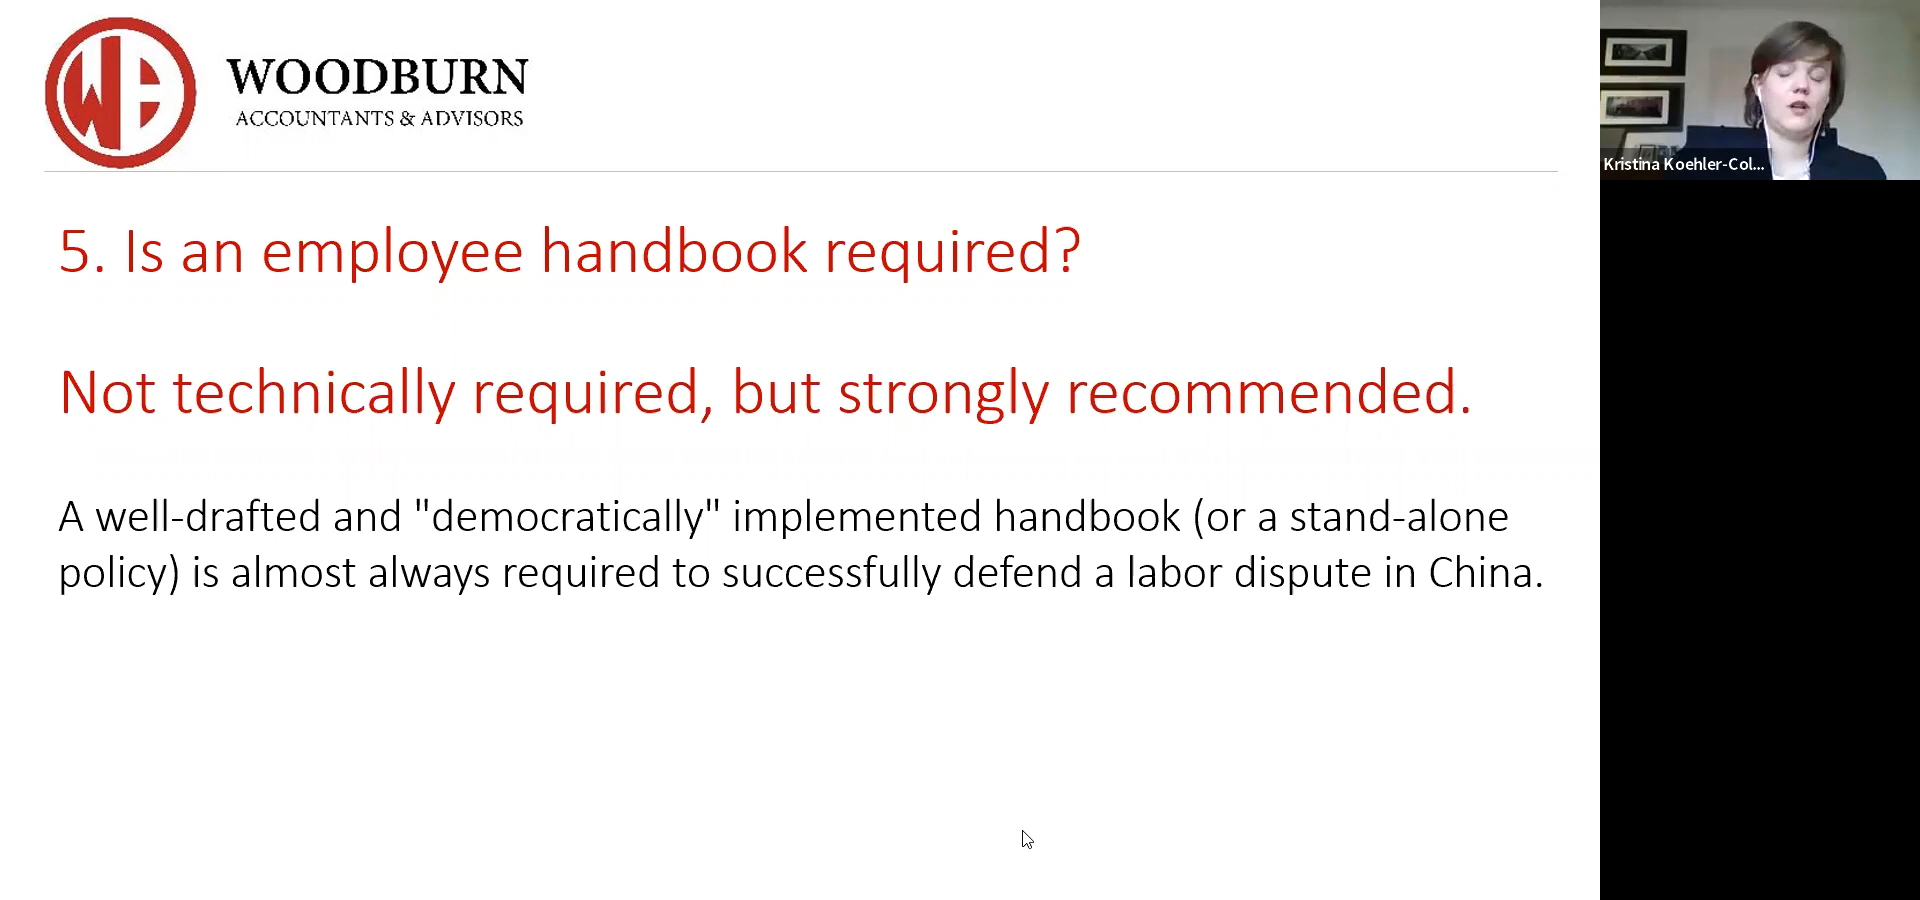 WOODBURN
ACCOUNTANTS & ADVISORS
Kristina Koehler-Col...
5. Is an employee handbook required?
Not technically required, but strongly recommended.
A well-drafted and "democratically" implemented handbook (or a stand-alone
policy) is almost always required to successfully defend a labor dispute in China.